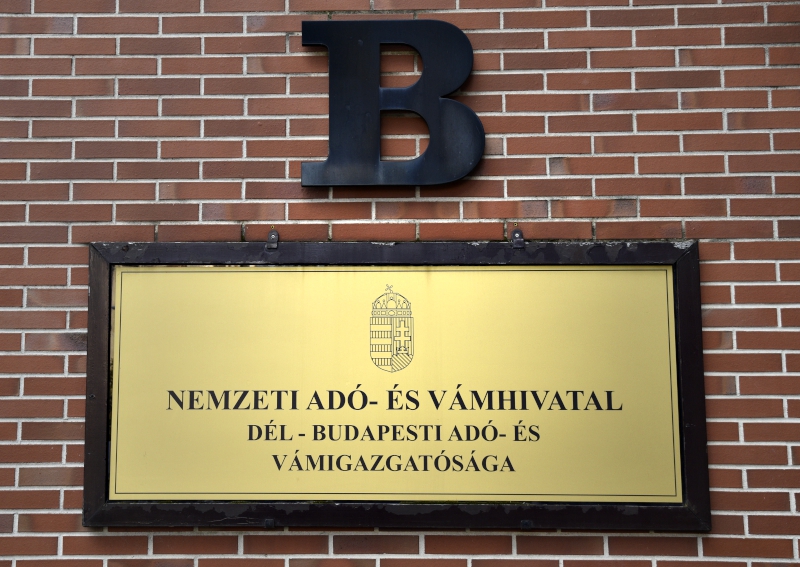 B
NEMZETI ADÓ- ÉS VÁMHIVATAL
DÉL - BUDAPESTI ADÓ- ÉS
VÁMIGAZGATÓSÁGA